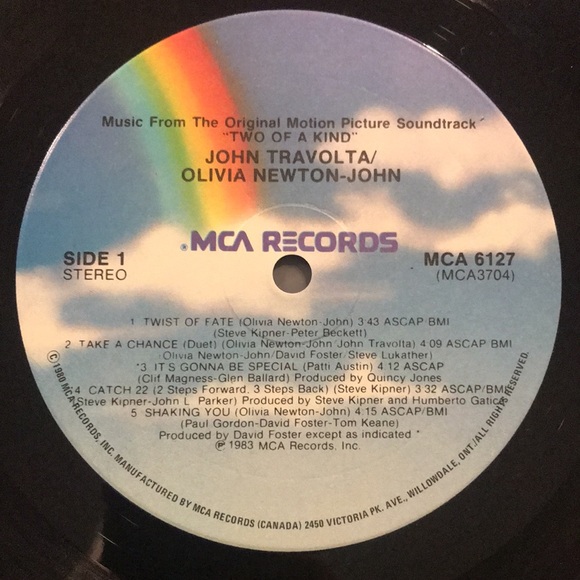 Music From The Original Motion Picture Soundtrack
"TWO OF A KIND"
JOHN TRAVOLTA/
OLIVIA NEWTON-JOHN
MCA RECORDS
SIDE 1
STEREO
MCA 6127
(MCA3704)
1 TWIST OF FATE (Olivia Newton-John) 3:43 ASCAP/BMI
(Steve Kipner-Peter Beckett)
2 TAKE A CHANCE (Duet) (Olivia Newton-John/John Travolta) 4:09 ASCAP/BMI
(Olivia Newton-John/David Foster/Steve Lukather)
*3 IT'S GONNA BE SPECIAL (Patti Austin) 4:12 ASCAP
(Clif Magness-Glen Ballard) Produced by Quincy Jones
*4 CATCH 22 (2 Steps Forward, 3 Steps Back) (Steve Kipner) 3:32 ASCAP/BMI
(Steve Kipner-John L. Parker) Produced by Steve Kipner and Humberto Gatica
5 SHAKING YOU (Olivia Newton-John) 4:15 ASCAP/BMI
(Paul Gordon-David Foster-Tom Keane)
Produced by David Foster except as indicated *
℗ 1983 MCA Records, Inc.
© 1980 MCA RECORDS, INC. MANUFACTURED BY MCA RECORDS (CANADA) 2450 VICTORIA PK. AVE., WILLOWDALE, ONT./ALL RIGHTS RESERVED.